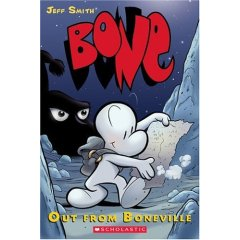 Jeff Smith
BONE
Out from Boneville
SCHOLASTIC